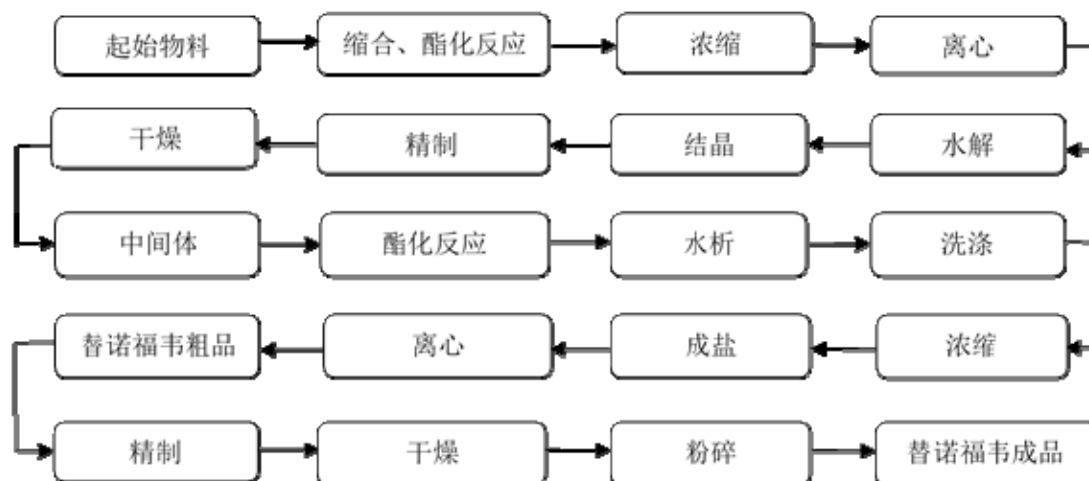 起始物料 缩合、酯化反应 浓缩 离心
干燥 精制 结晶 水解
中间体 酯化反应 水析 洗涤
替诺福韦粗品 离心 成盐 浓缩
精制 干燥 粉碎 替诺福韦成品